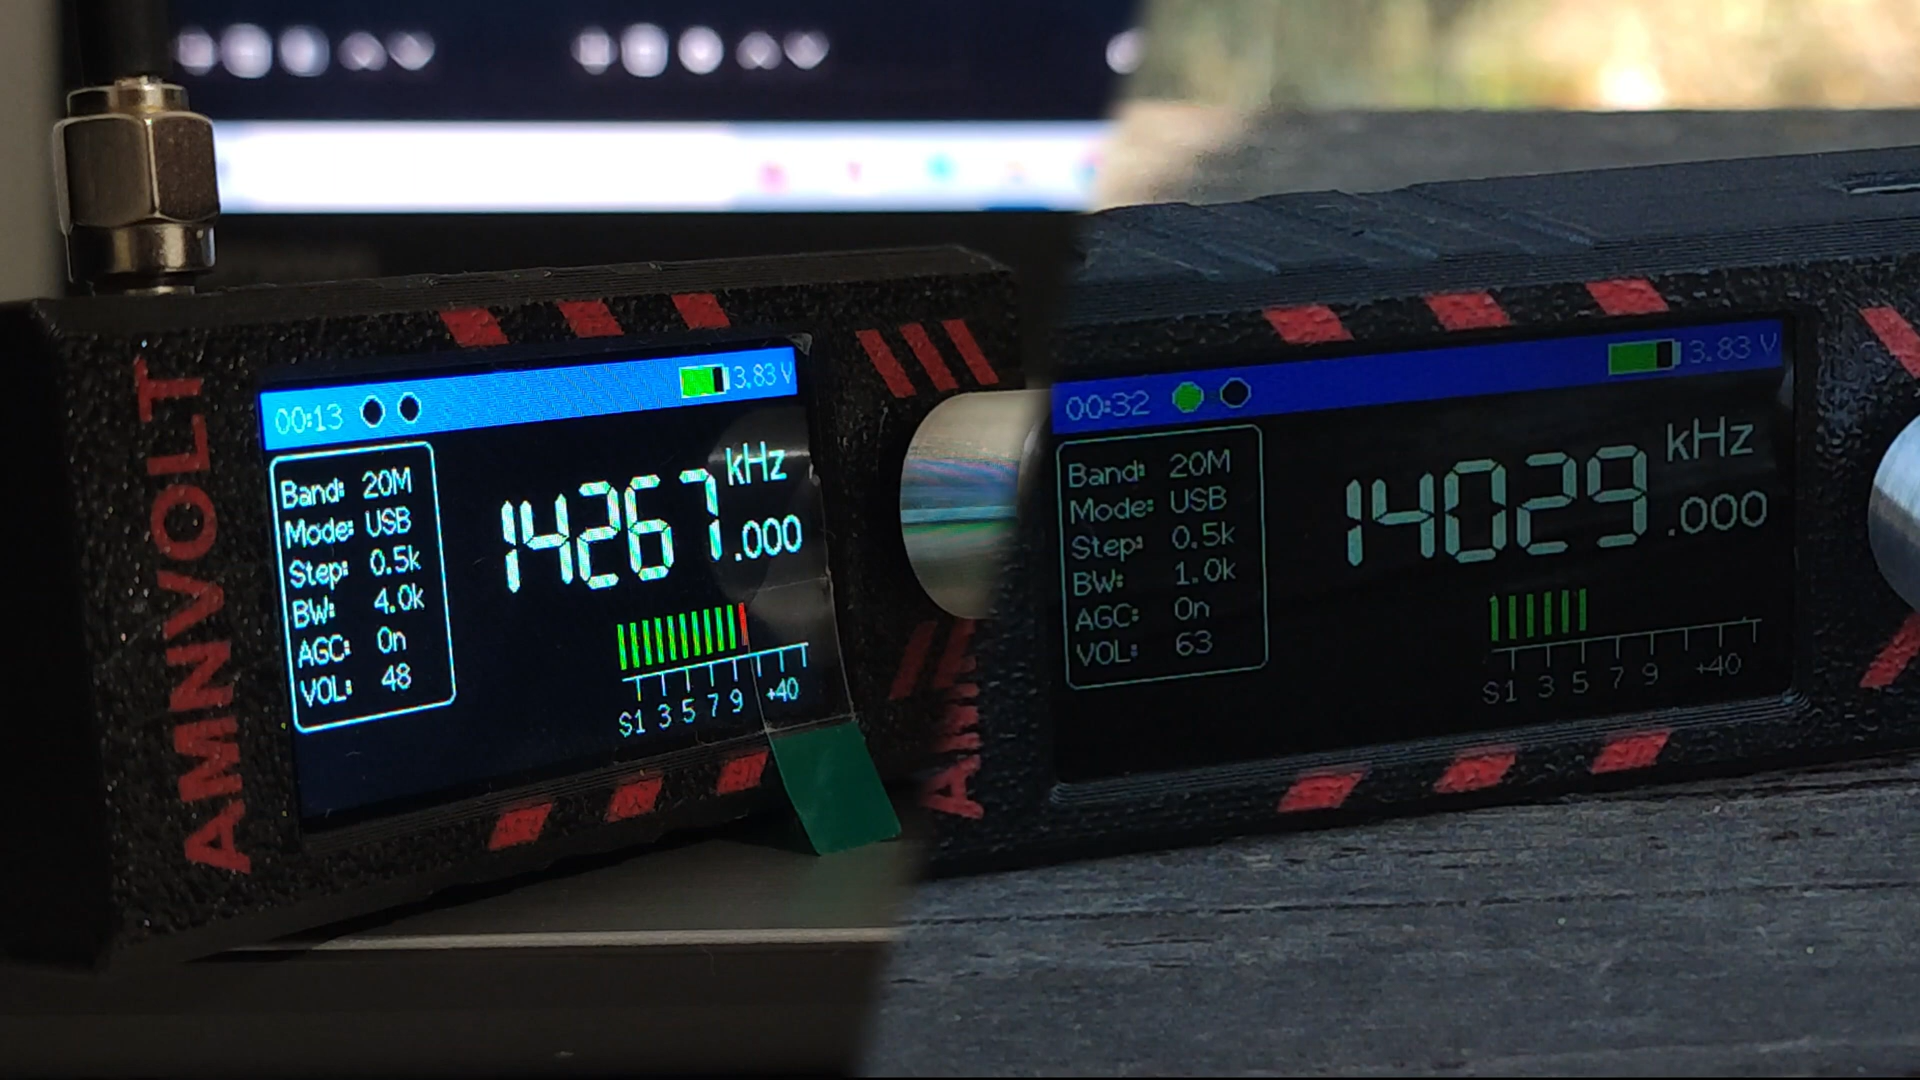 AMNVOLT
00:13 3.83 V
Band: 20M
Mode: USB
Step: 0.5k
BW: 4.0k
AGC: On
VOL: 48
14267.000 kHz
S1 3 5 7 9 +40
00:32 3.83 V
Band: 20M
Mode: USB
Step: 0.5k
BW: 1.0k
AGC: On
VOL: 63
14029.000 kHz
S1 3 5 7 9 +40